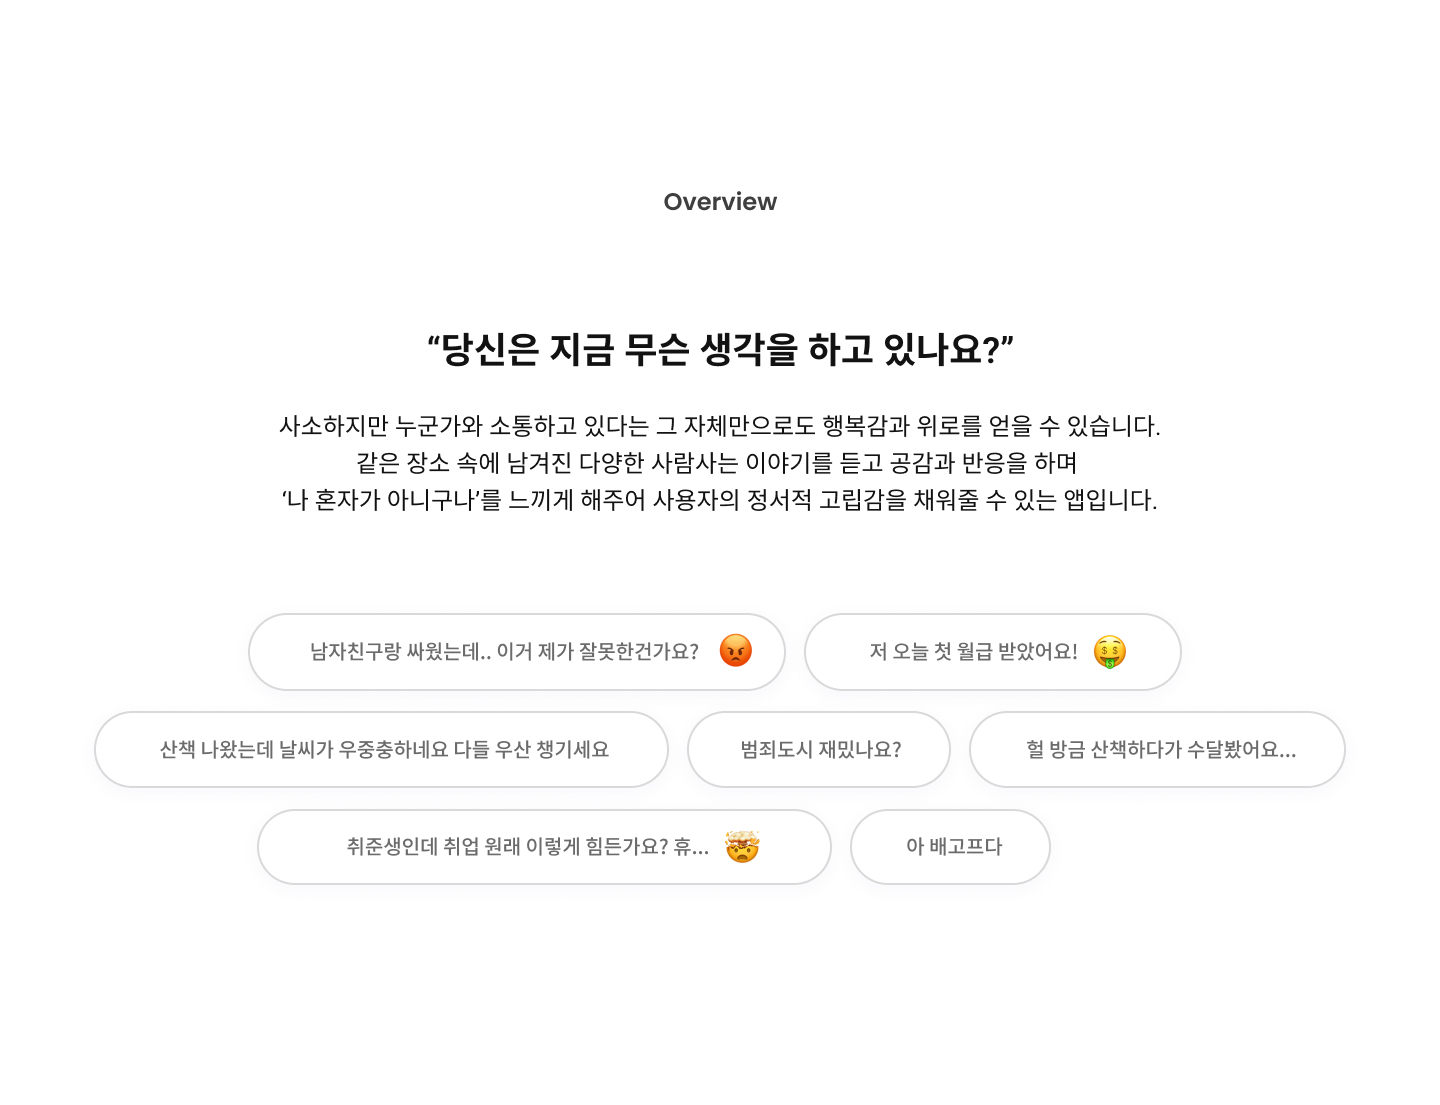 Overview
“당신은 지금 무슨 생각을 하고 있나요?”
사소하지만 누군가와 소통하고 있다는 그 자체만으로도 행복감과 위로를 얻을 수 있습니다.
같은 장소 속에 남겨진 다양한 사람사는 이야기를 듣고 공감과 반응을 하며
‘나 혼자가 아니구나’를 느끼게 해주어 사용자의 정서적 고립감을 채워줄 수 있는 앱입니다.
남자친구랑 싸웠는데.. 이거 제가 잘못한건가요? 😡
저 오늘 첫 월급 받았어요! 🤑
산책 나왔는데 날씨가 우중충하네요 다들 우산 챙기세요
범죄도시 재밌나요?
헐 방금 산책하다가 수달봤어요...
취준생인데 취업 원래 이렇게 힘든가요? 휴... 🤯
아 배고프다